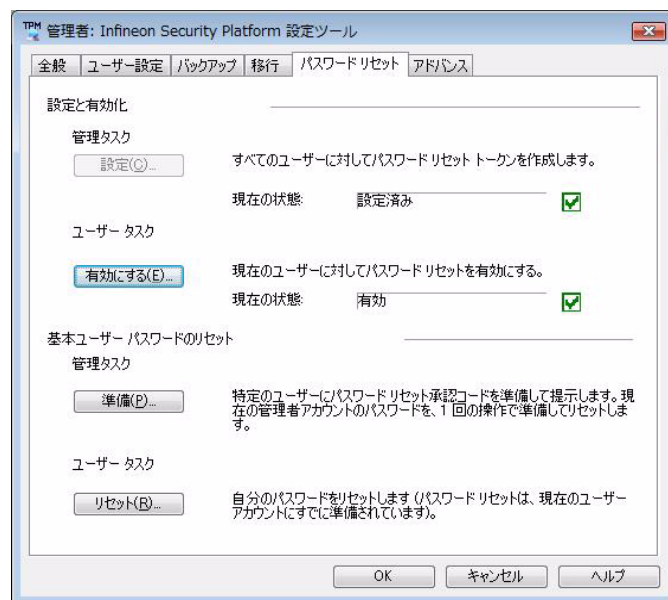 TPM 管理者: Infineon Security Platform 設定ツール
全般 ユーザー設定 バックアップ 移行 パスワード リセット アドバンス
設定と有効化
管理タスク
設定(C)... すべてのユーザーに対してパスワード リセット トークンを作成します。
現在の状態: 設定済み
ユーザー タスク
有効にする(E)... 現在のユーザーに対してパスワード リセットを有効にする。
現在の状態: 有効
基本ユーザー パスワードのリセット
管理タスク
準備(P)... 特定のユーザーにパスワード リセット承認コードを準備して提示します。現
在の管理者アカウントのパスワードを、1 回の操作で準備してリセットしま
す。
ユーザー タスク
リセット(R)... 自分のパスワードをリセットします (パスワード リセットは、現在のユーザー
アカウントにすでに準備されています)。
OK キャンセル ヘルプ